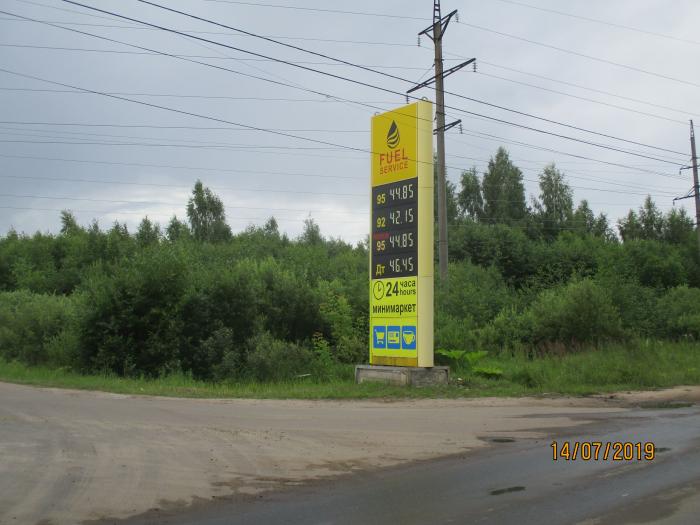 FUEL
SERVICE
95 44.85
92 42.15
95 44.85
Дт 46.45
24 часа
hours
минимаркет
14/07/2019